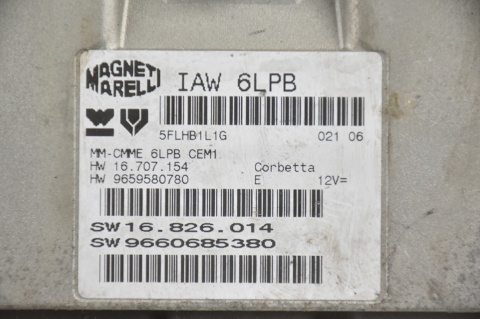 MAGNETI MARELLI
IAW 6LPB
5FLHB1L1G 021 06
MM-CMME 6LPB CEM1
HW 16.707.154 Corbetta
HW 9659580780 E 12V=
SW 16.826.014
SW 9660685380